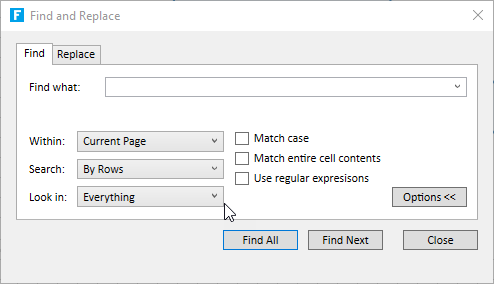 F Find and Replace
Find Replace
Find what:
Within: Current Page Match case
Search: By Rows Match entire cell contents
Use regular expresisons
Look in: Everything
Options <<
Find All Find Next Close